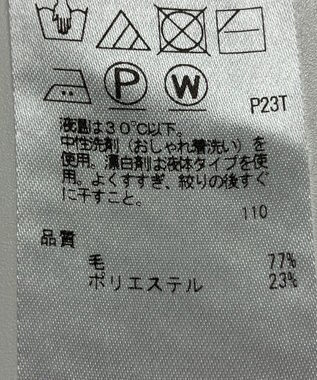 P W
P23T
液温は30℃以下。
中性洗剤（おしゃれ着洗い）を
使用。漂白剤は液体タイプを使
用。よくすすぎ、絞りの後すぐ
に干すこと。
110
品質
毛 77%
ポリエステル 23%